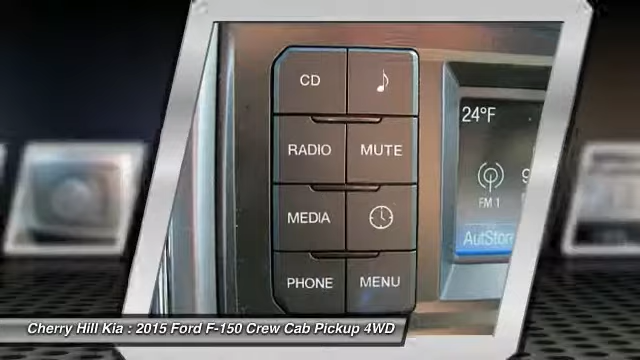 CD
RADIO MUTE
MEDIA
PHONE MENU
24°F
FM 1
Cherry Hill Kia : 2015 Ford F-150 Crew Cab Pickup 4WD